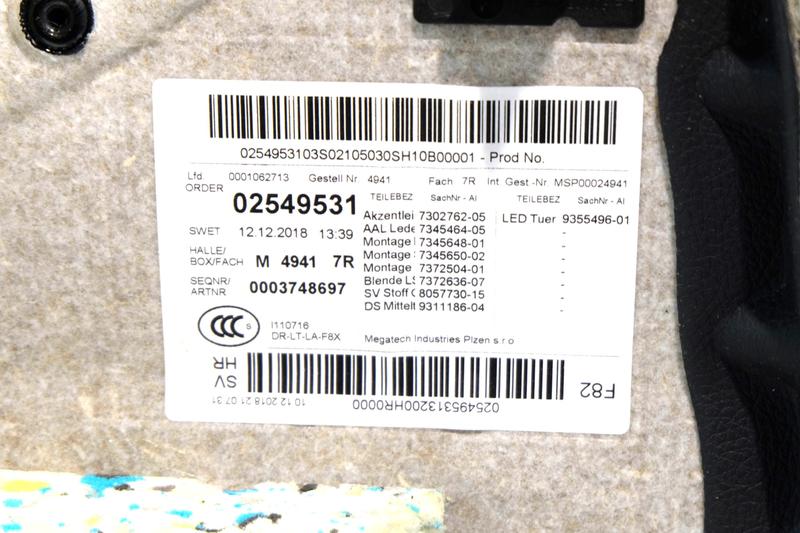 0254953103S02105030SH10B00001 - Prod No.
Lfd. 0001062713 Gestell Nr 4941 Fach 7R Int Gest.-Nr MSP00024941
ORDER 02549531
TEILEBEZ SachNr - AI TEILEBEZ SachNr - AI
Akzentlei 7302762-05 LED Tuer 9355496-01
AAL Lede 7345464-05 -
Montage 7345648-01 -
Montage 7345650-02 -
Montage 7372504-01 -
Blende LS 7372636-07 -
SV Stoff 8057730-15 -
DS Mittelt 9311186-04 -
SWET 12.12.2018 13:39
HALLE/
BOX/FACH M 4941 7R
SEQNR/
ARTNR 0003748697
CCC S
I110716
DR-LT-LA-F8X Megatech Industries Plzen s.r.o
F82
SV
HR
0254953132000HR0000
10.12.2018 21:07:31